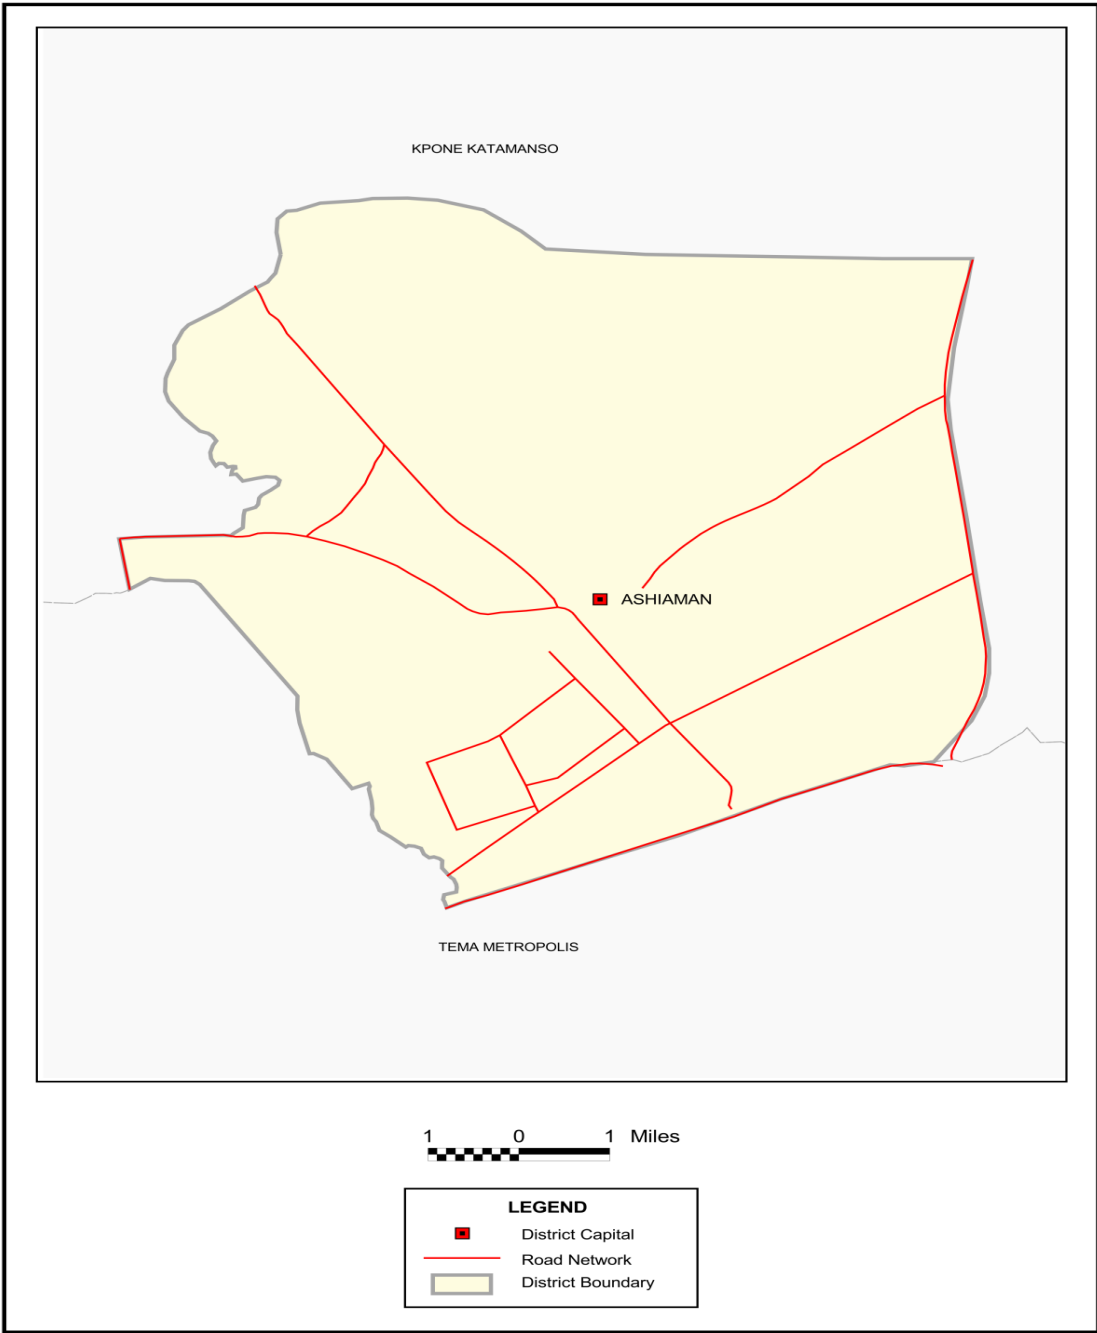 KPONE KATAMANSO
ASHIAMAN
TEMA METROPOLIS
1 0 1 Miles
LEGEND
District Capital
Road Network
District Boundary